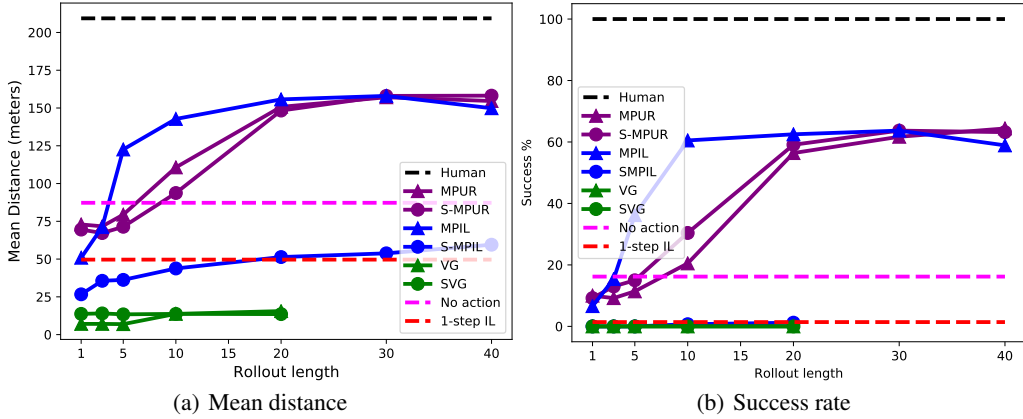 200
175
150
125
100
75
50
25
0
Mean Distance (meters)
Human
MPUR
S-MPUR
MPIL
S-MPIL
VG
SVG
No action
1-step IL
1 5 10 15 20 30 40
Rollout length
(a) Mean distance
100
80
60
40
20
0
Success %
Human
MPUR
S-MPUR
MPIL
SMPIL
VG
SVG
No action
1-step IL
1 5 10 15 20 30 40
Rollout length
(b) Success rate